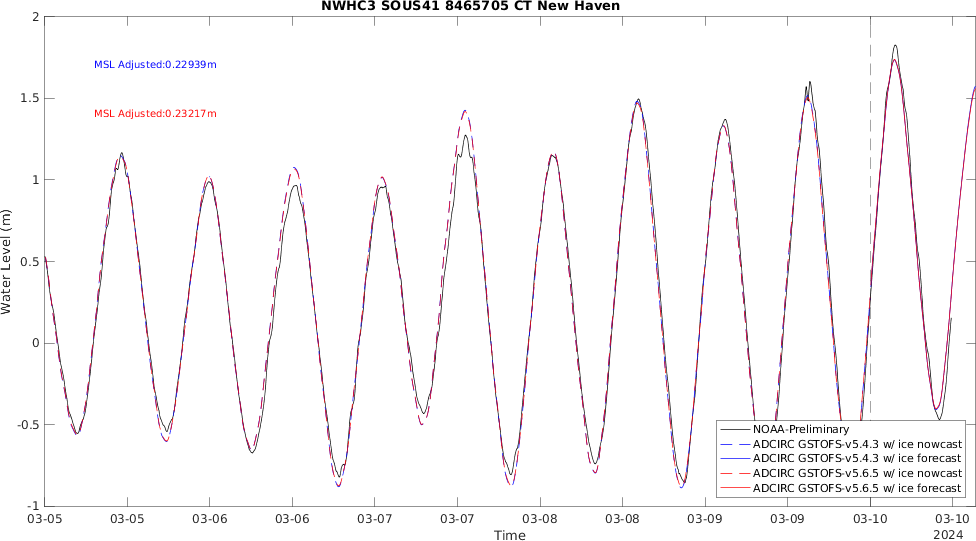 NWHC3 SOUS41 8465705 CT New Haven
2
MSL Adjusted:0.22939m
1.5
MSL Adjusted:0.23217m
1
0.5
0
-0.5
-1
Water Level (m)
NOAA-Preliminary
ADCIRC GSTOFS-v5.4.3 w/ ice nowcast
ADCIRC GSTOFS-v5.4.3 w/ ice forecast
ADCIRC GSTOFS-v5.6.5 w/ ice nowcast
ADCIRC GSTOFS-v5.6.5 w/ ice forecast
03-05 03-05 03-06 03-06 03-07 03-07 03-08 03-08 03-09 03-09 03-10 03-10
2024
Time